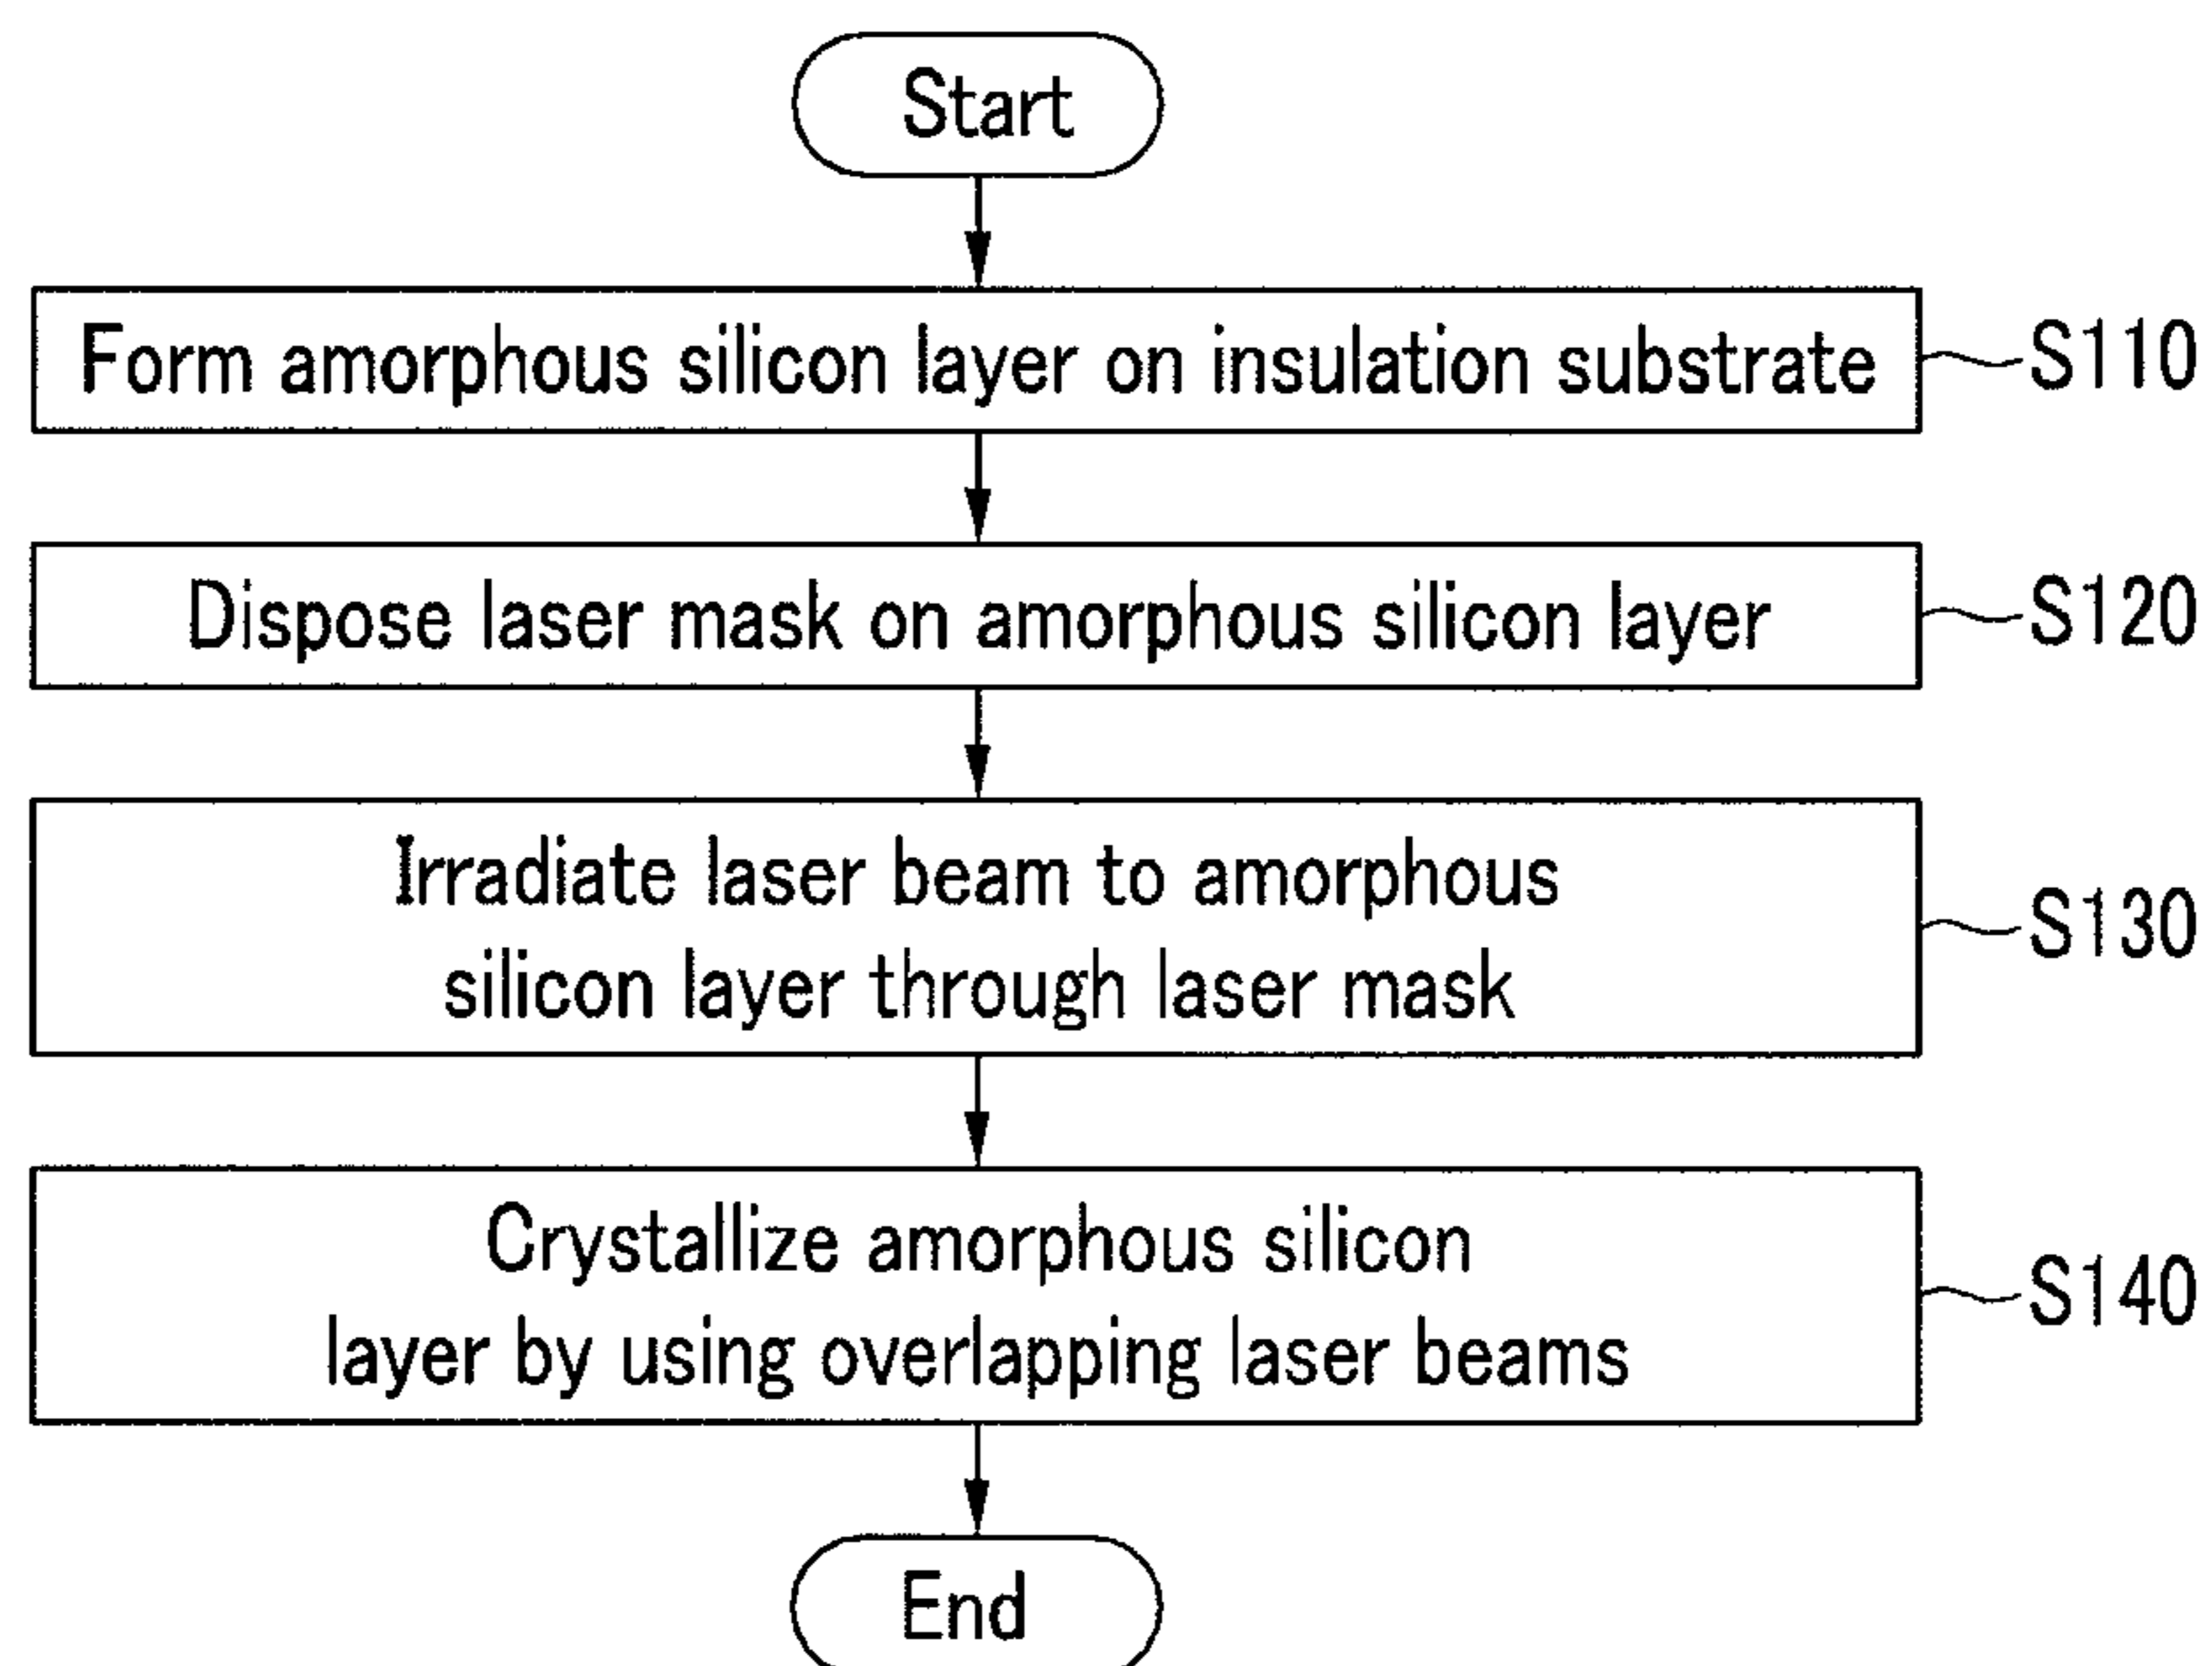 Start
Form amorphous silicon layer on insulation substrate
S110
Dispose laser mask on amorphous silicon layer
S120
Irradiate laser beam to amorphous
silicon layer through laser mask
S130
Crystallize amorphous silicon
layer by using overlapping laser beams
S140
End